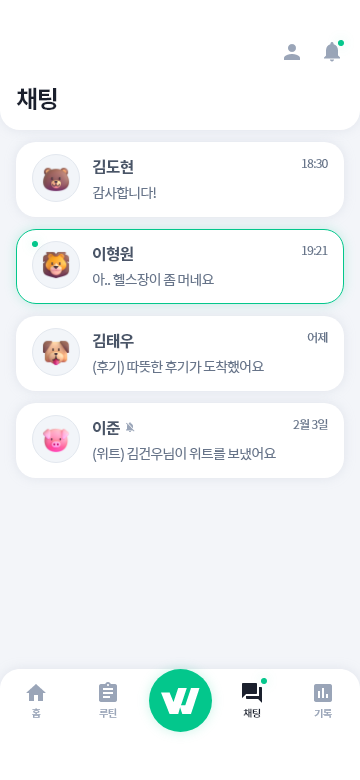 채팅
김도현 18:30
감사합니다!
이형원 19:21
아.. 헬스장이 좀 머네요
김태우 어제
(후기) 따뜻한 후기가 도착했어요
이준 2월 3일
(위트) 김건우님이 위트를 보냈어요
홈 루틴 W 채팅 기록